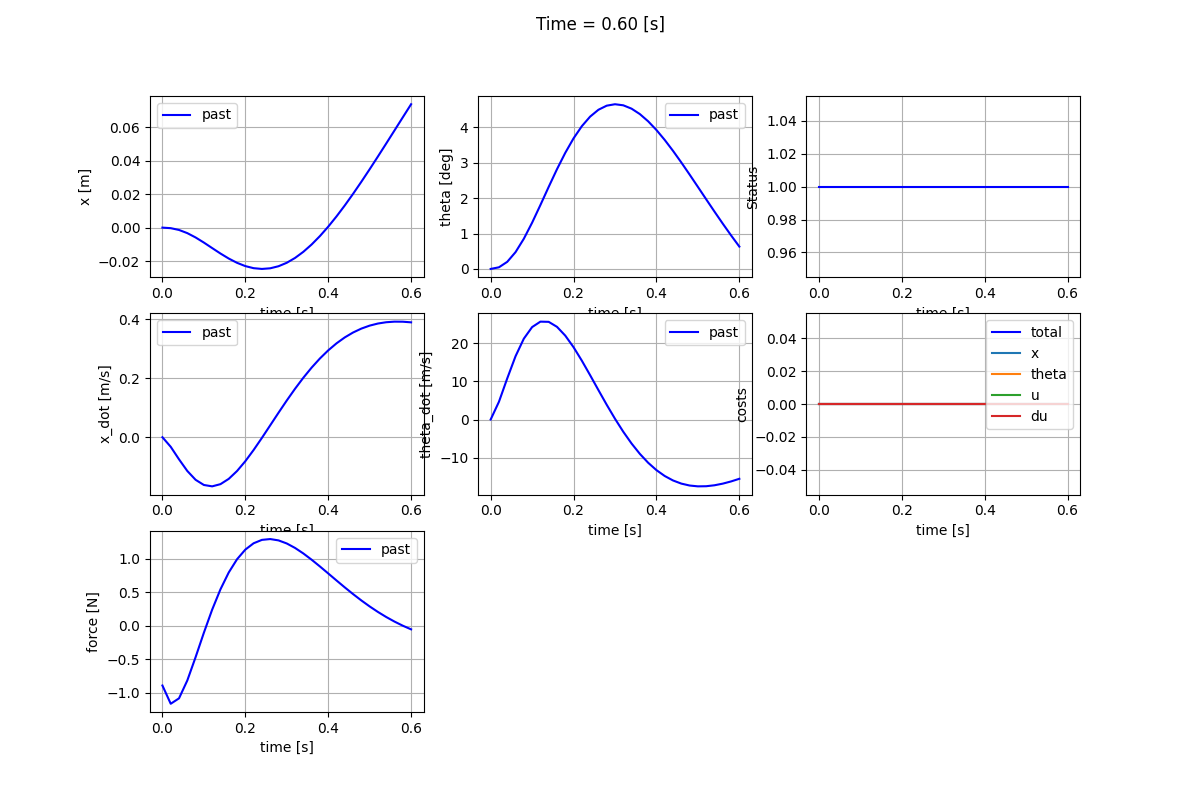 Time = 0.60 [s]
x [m]
0.06
0.04
0.02
0.00
−0.02
past
0.0 0.2 0.4 0.6
time [s]
theta [deg]
4
3
2
1
0
past
0.0 0.2 0.4 0.6
time [s]
Status
1.04
1.02
1.00
0.98
0.96
0.0 0.2 0.4 0.6
time [s]
x_dot [m/s]
0.4
0.2
0.0
past
0.0 0.2 0.4 0.6
time [s]
theta_dot [m/s]
20
10
0
−10
past
0.0 0.2 0.4 0.6
time [s]
costs
0.04
0.02
0.00
−0.02
−0.04
total
x
theta
u
du
0.0 0.2 0.4 0.6
time [s]
force [N]
1.0
0.5
0.0
−0.5
−1.0
past
0.0 0.2 0.4 0.6
time [s]